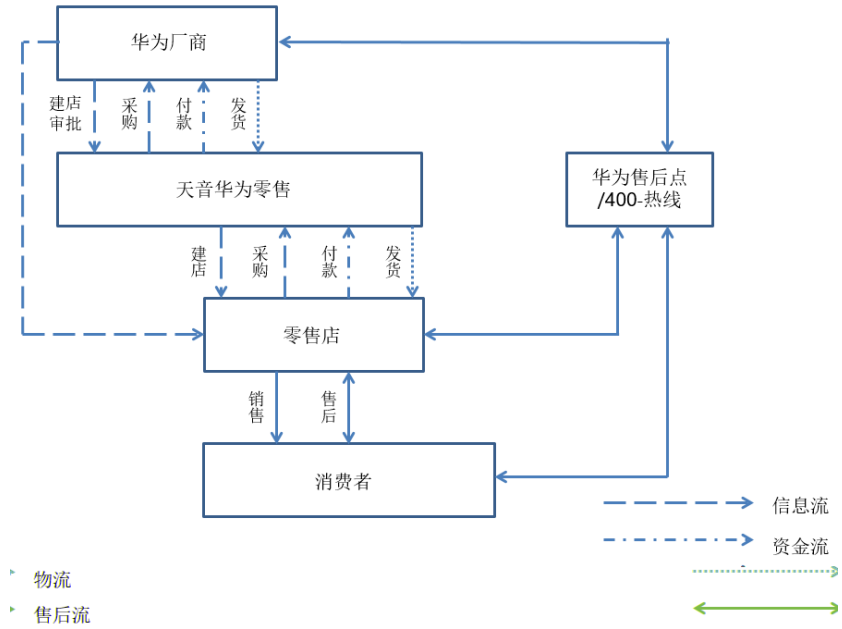 华为厂商
建店
审批
采购
付款
发货
天音华为零售
华为售后点
/400-热线
建店
采购
付款
发货
零售店
销售
售后
消费者
信息流
资金流
物流
售后流